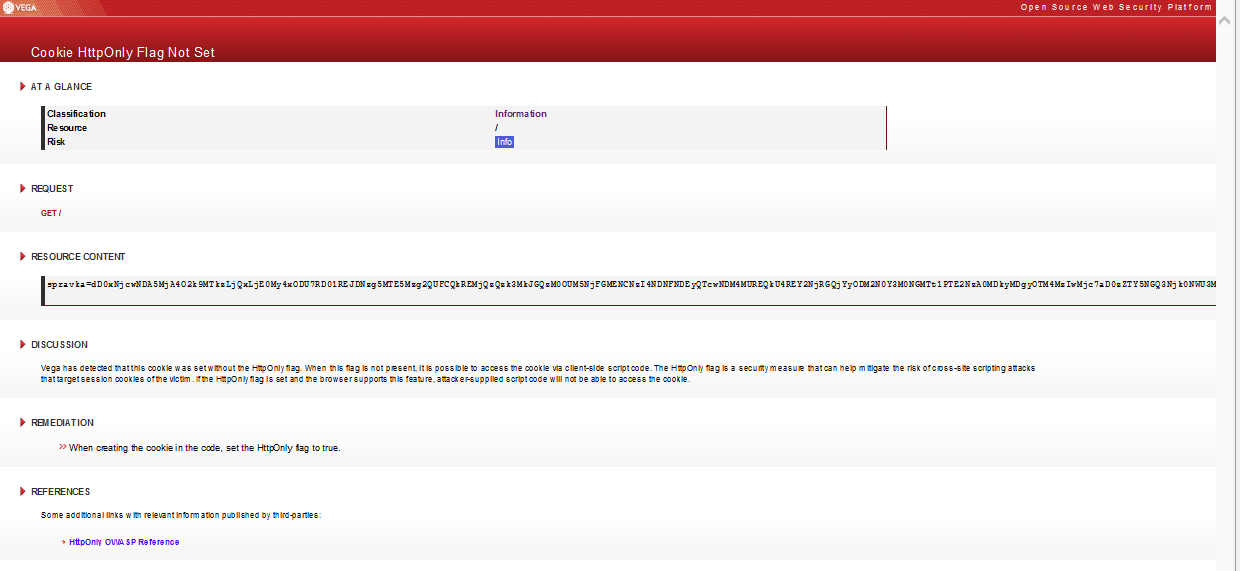 VEGA
Open Source Web Security Platform
Cookie HttpOnly Flag Not Set
AT A GLANCE
Classification Information
Resource /
Risk Info
REQUEST
GET /
RESOURCE CONTENT
DISCUSSION
Vega has detected that this cookie was set without the HttpOnly flag. When this flag is not present, it is possible to access the cookie via client-side script code. The HttpOnly flag is a security measure that can help mitigate the risk of cross-site scripting attacks
that target session cookies of the victim. If the HttpOnly flag is set and the browser supports this feature, attacker-supplied script code will not be able to access the cookie.
REMEDIATION
>> When creating the cookie in the code, set the HttpOnly flag to true.
REFERENCES
Some additional links with relevant information published by third-parties:
HttpOnly OWASP Reference